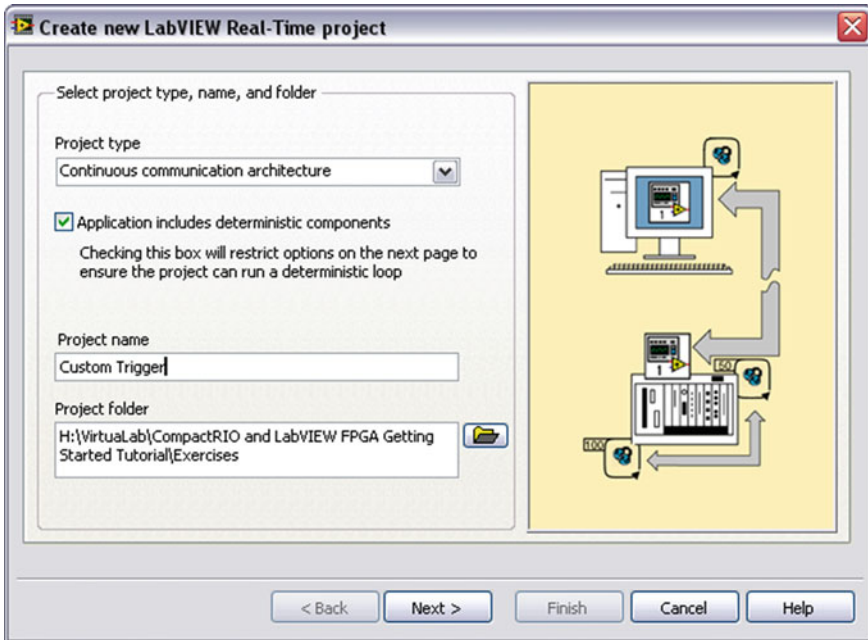 Create new LabVIEW Real-Time project
Select project type, name, and folder
Project type
Continuous communication architecture
Application includes deterministic components
Checking this box will restrict options on the next page to
ensure the project can run a deterministic loop
Project name
Custom Trigger
Project folder
H:\VirtuaLab\CompactRIO and LabVIEW FPGA Getting
Started Tutorial\Exercises
1
1
50
100
< Back
Next >
Finish
Cancel
Help